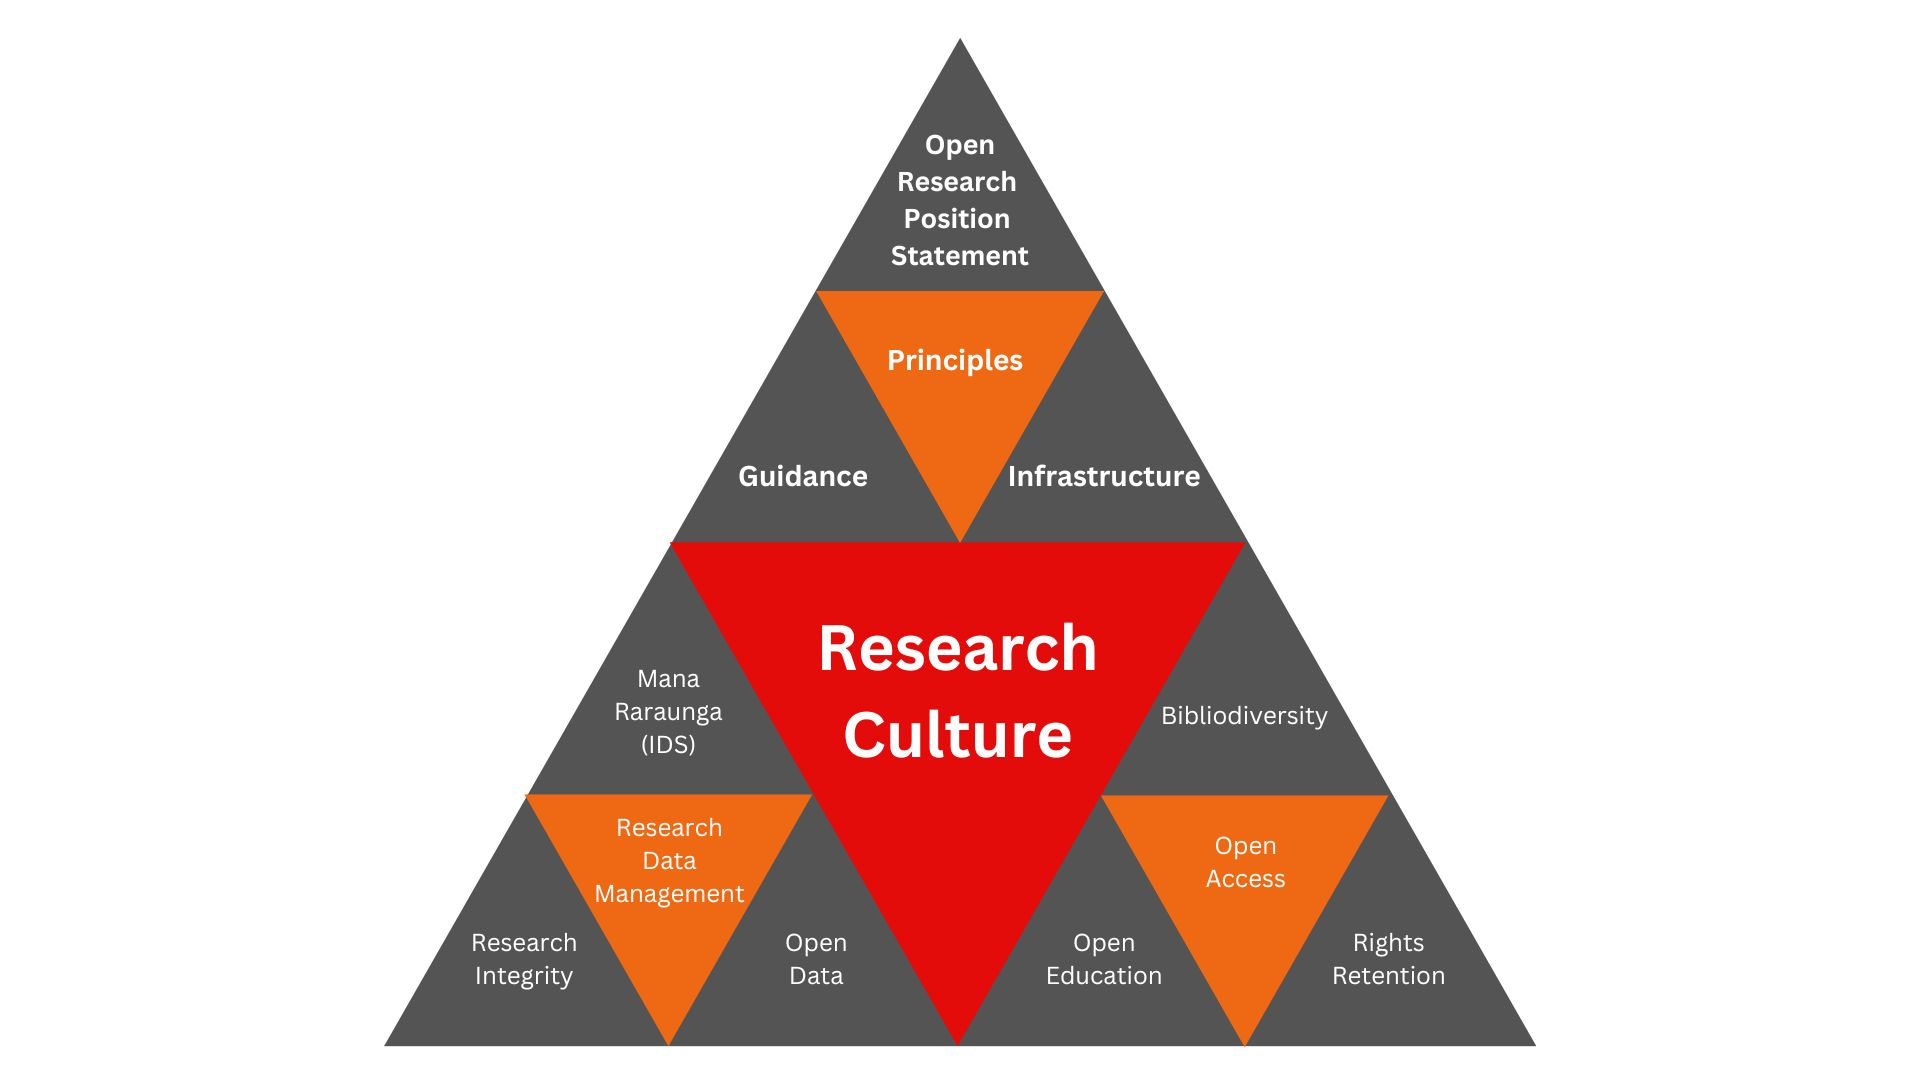 Open
Research
Position
Statement
Principles
Guidance
Infrastructure
Research
Culture
Mana
Raraunga
(IDS)
Bibliodiversity
Research
Data
Management
Open
Access
Research
Integrity
Open
Data
Open
Education
Rights
Retention